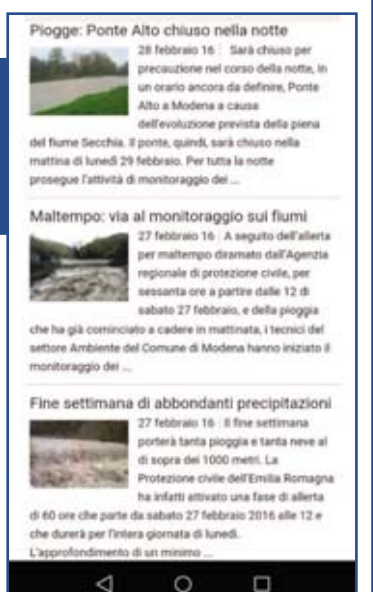 Piogge: Ponte Alto chiuso nella notte
28 febbraio 16 | Sarà chiuso per
precauzione nel corso della notte, in
un orario ancora da definire, Ponte
Alto a Modena a causa
dell'evoluzione prevista della piena
del fiume Secchia. Il ponte, quindi, sarà chiuso nella
mattina di lunedì 29 febbraio. Per tutta la notte
prosegue l'attività di monitoraggio dei ...
Maltempo: via al monitoraggio sui fiumi
27 febbraio 16 | A seguito dell'allerta
per maltempo diramato dall'Agenzia
regionale di protezione civile, per
sessanta ore a partire dalle 12 di
sabato 27 febbraio, e della pioggia
che ha già cominciato a cadere in mattinata, i tecnici del
settore Ambiente del Comune di Modena hanno iniziato il
monitoraggio dei ...
Fine settimana di abbondanti precipitazioni
27 febbraio 16 | Il fine settimana
porterà tanta pioggia e tanta neve al
di sopra dei 1000 metri. La
Protezione civile dell'Emilia Romagna
ha infatti attivato una fase di allerta
di 60 ore che parte da sabato 27 febbraio 2016 alle 12 e
che durerà per l'intera giornata di lunedì.
L'approfondimento di un minimo ...